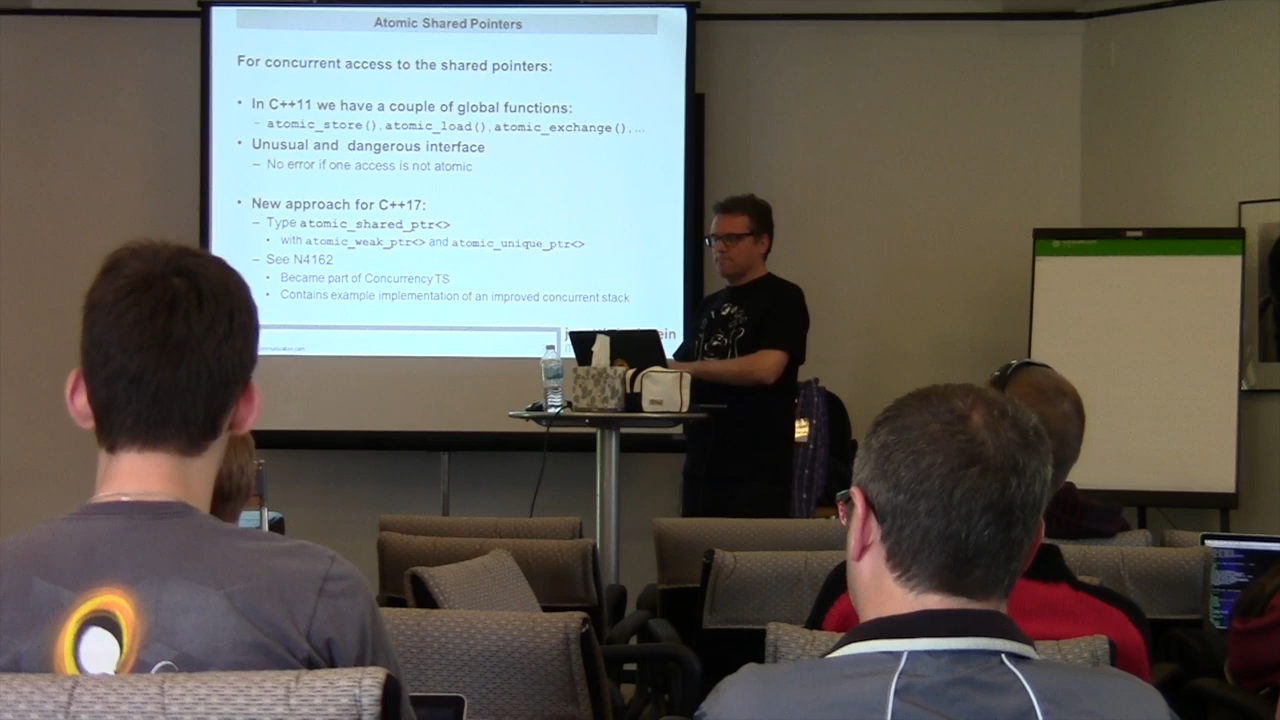 Atomic Shared Pointers
For concurrent access to the shared pointers:
• In C++11 we have a couple of global functions:
– atomic_store(), atomic_load(), atomic_exchange(),…
• Unusual and dangerous interface
– No error if one access is not atomic
• New approach for C++17:
– Type atomic_shared_ptr<>
• with atomic_weak_ptr<> and atomic_unique_ptr<>
– See N4162
• Became part of Concurrency TS
• Contains example implementation of an improved concurrent stack